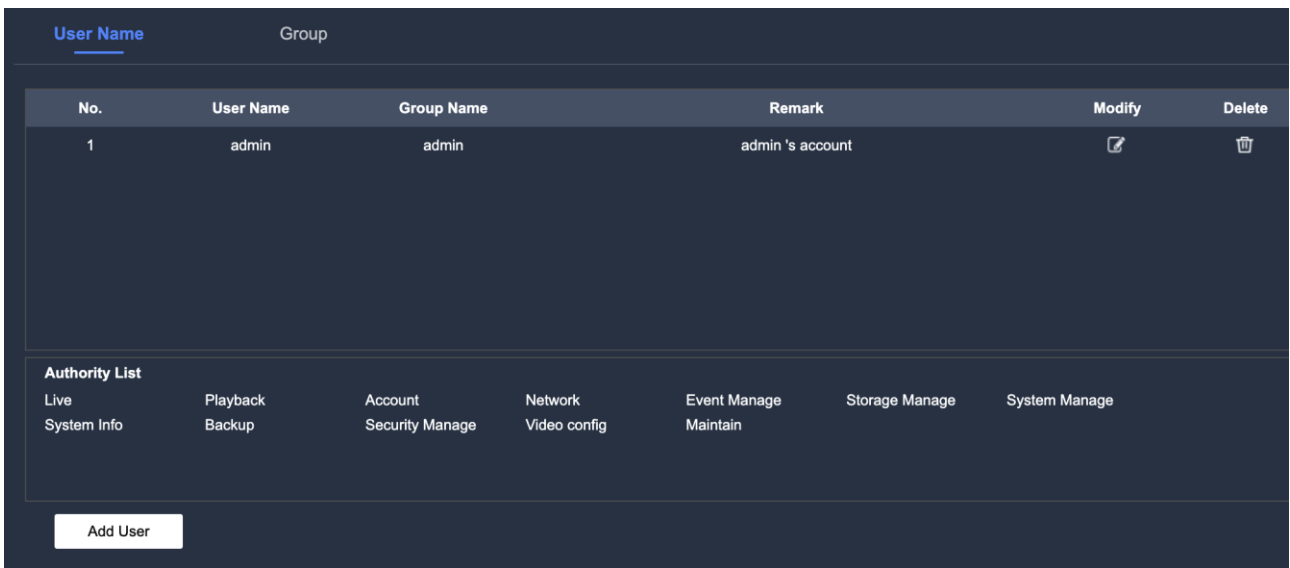 User Name Group
No. User Name Group Name Remark Modify Delete
1 admin admin admin 's account
Authority List
Live Playback Account Network Event Manage Storage Manage System Manage
System Info Backup Security Manage Video config Maintain
Add User